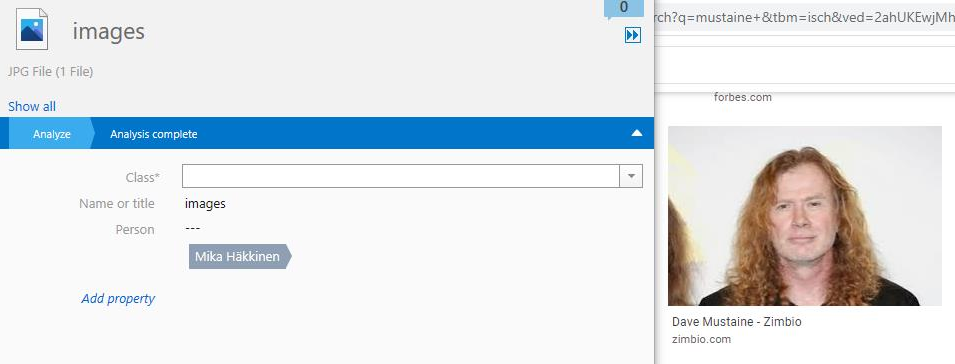 0
images
JPG File (1 File)
Show all
Analyze
Analysis complete
Class*
Name or title
images
Person
---
Mika Häkkinen
Add property
rch?q=mustaine+&tbm=isch&ved=2ahUKEwjMh
forbes.com
Dave Mustaine - Zimbio
zimbio.com